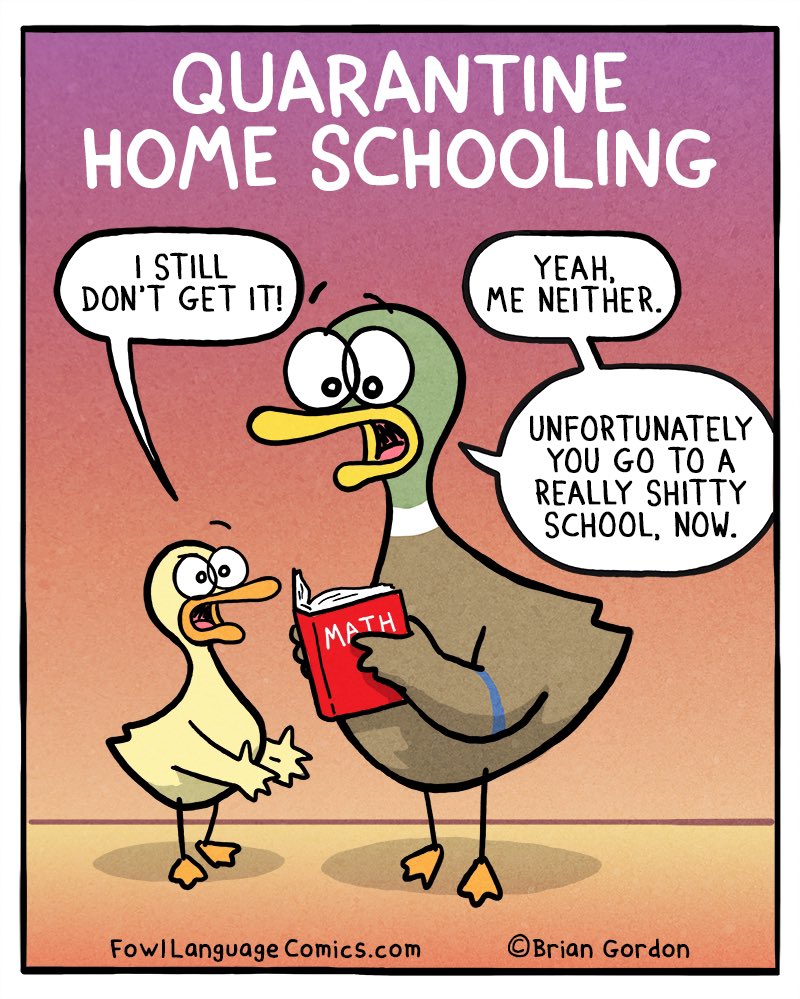 QUARANTINE
HOME SCHOOLING
I STILL
DON'T GET IT!
YEAH,
ME NEITHER.
UNFORTUNATELY
YOU GO TO A
REALLY SHITTY
SCHOOL, NOW.
MATH
FowlLanguageComics.com
©Brian Gordon